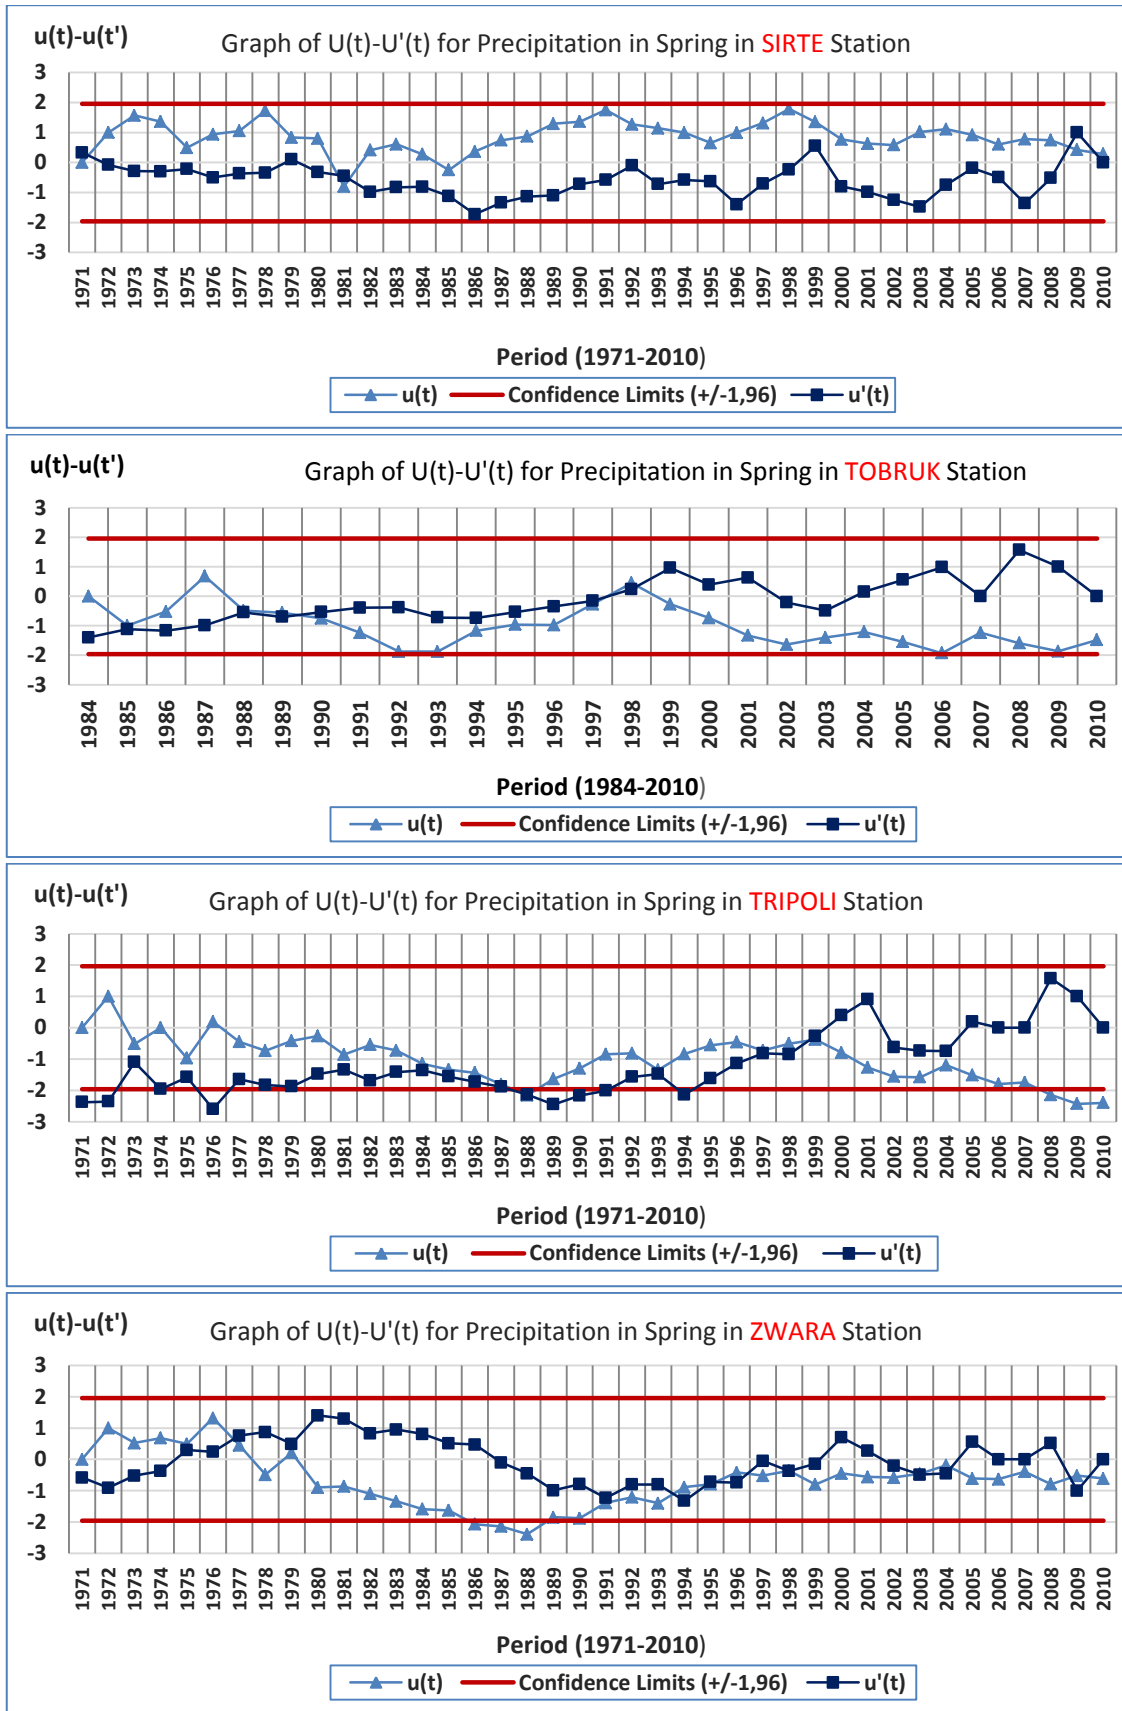 u(t)-u(t')
Graph of U(t)-U'(t) for Precipitation in Spring in SIRTE Station
3
2
1
0
-1
-2
-3
1971 1972 1973 1974 1975 1976 1977 1978 1979 1980 1981 1982 1983 1984 1985 1986 1987 1988 1989 1990 1991 1992 1993 1994 1995 1996 1997 1998 1999 2000 2001 2002 2003 2004 2005 2006 2007 2008 2009 2010
Period (1971-2010)
u(t) Confidence Limits (+/-1,96) u'(t)
u(t)-u(t')
Graph of U(t)-U'(t) for Precipitation in Spring in TOBRUK Station
3
2
1
0
-1
-2
-3
1984 1985 1986 1987 1988 1989 1990 1991 1992 1993 1994 1995 1996 1997 1998 1999 2000 2001 2002 2003 2004 2005 2006 2007 2008 2009 2010
Period (1984-2010)
u(t) Confidence Limits (+/-1,96) u'(t)
u(t)-u(t')
Graph of U(t)-U'(t) for Precipitation in Spring in TRIPOLI Station
3
2
1
0
-1
-2
-3
1971 1972 1973 1974 1975 1976 1977 1978 1979 1980 1981 1982 1983 1984 1985 1986 1987 1988 1989 1990 1991 1992 1993 1994 1995 1996 1997 1998 1999 2000 2001 2002 2003 2004 2005 2006 2007 2008 2009 2010
Period (1971-2010)
u(t) Confidence Limits (+/-1,96) u'(t)
u(t)-u(t')
Graph of U(t)-U'(t) for Precipitation in Spring in ZWARA Station
3
2
1
0
-1
-2
-3
1971 1972 1973 1974 1975 1976 1977 1978 1979 1980 1981 1982 1983 1984 1985 1986 1987 1988 1989 1990 1991 1992 1993 1994 1995 1996 1997 1998 1999 2000 2001 2002 2003 2004 2005 2006 2007 2008 2009 2010
Period (1971-2010)
u(t) Confidence Limits (+/-1,96) u'(t)